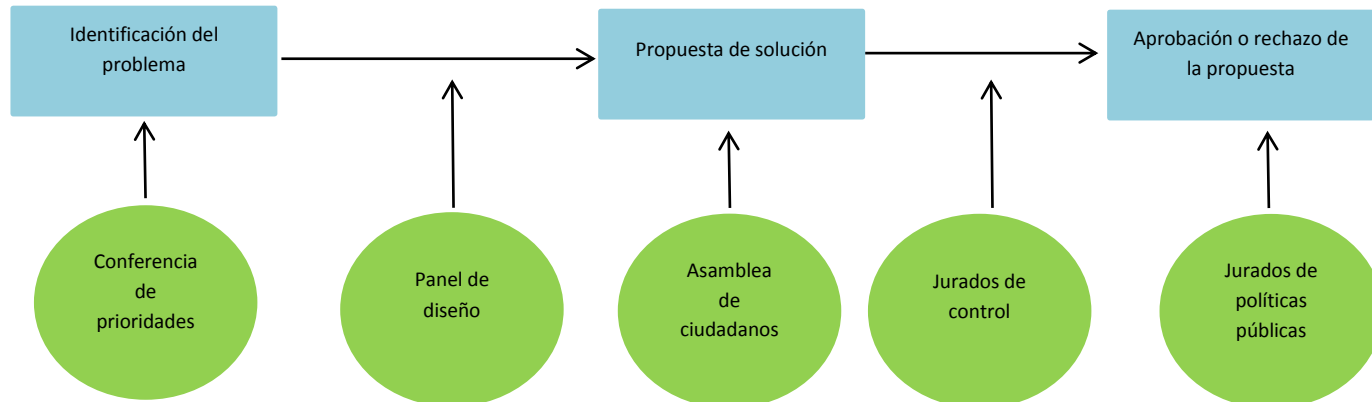 Identificación del
problema
Propuesta de solución
Aprobación o rechazo de
la propuesta
Conferencia
de
prioridades
Panel de
diseño
Asamblea
de
ciudadanos
Jurados de
control
Jurados de
políticas
públicas